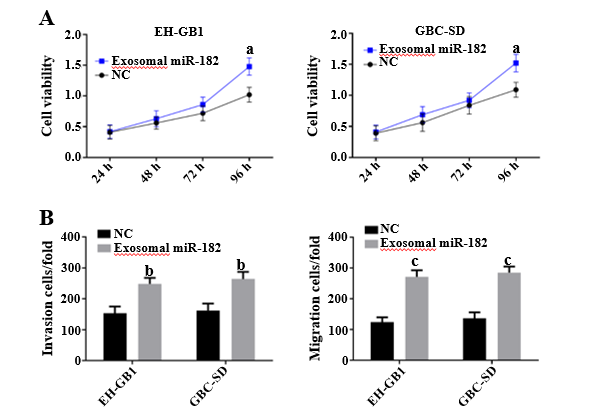 A
EH-GB1
GBC-SD
2.0
1.5
1.0
0.5
0.0
Cell viability
Exosomal miR-182
NC
a
24 h
48 h
72 h
96 h
2.0
1.5
1.0
0.5
0.0
Cell viability
Exosomal miR-182
NC
a
24 h
48 h
72 h
96 h
B
400
300
200
100
0
Invasion cells/fold
NC
Exosomal miR-182
b
b
EH-GB1
GBC-SD
400
300
200
100
0
Migration cells/fold
NC
Exosomal miR-182
c
c
EH-GB1
GBC-SD